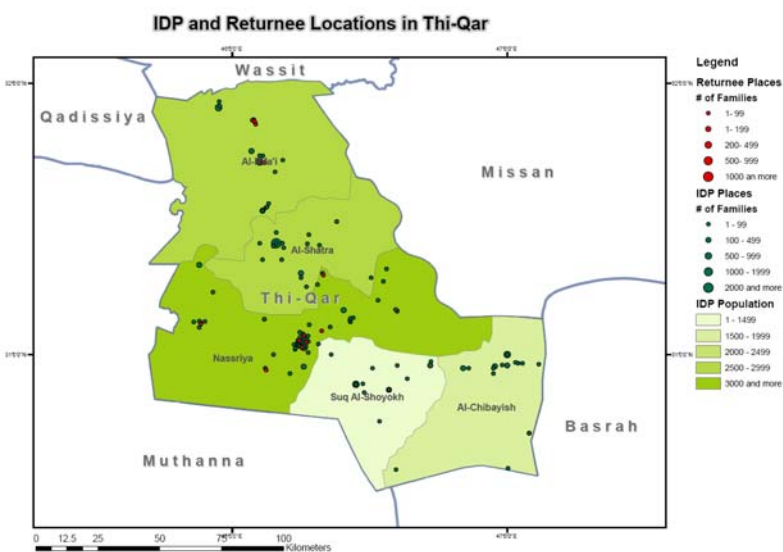 IDP and Returnee Locations in Thi-Qar
Wassit
Qadissiya
Missan
Al-Shatra
Thi-Qar
Nassriya
Suq Al-Shoyokh
Al-Chibayish
Basrah
Muthanna
0 12.5 25 50 75 100
Kilometers
Legend
Returnee Places
# of Families
1- 99
1- 199
200- 499
500- 999
1000 an more
IDP Places
# of Families
1 - 99
100 - 499
500 - 999
1000 - 1999
2000 and more
IDP Population
1 - 1499
1500 - 1999
2000 - 2499
2500 - 2999
3000 and more